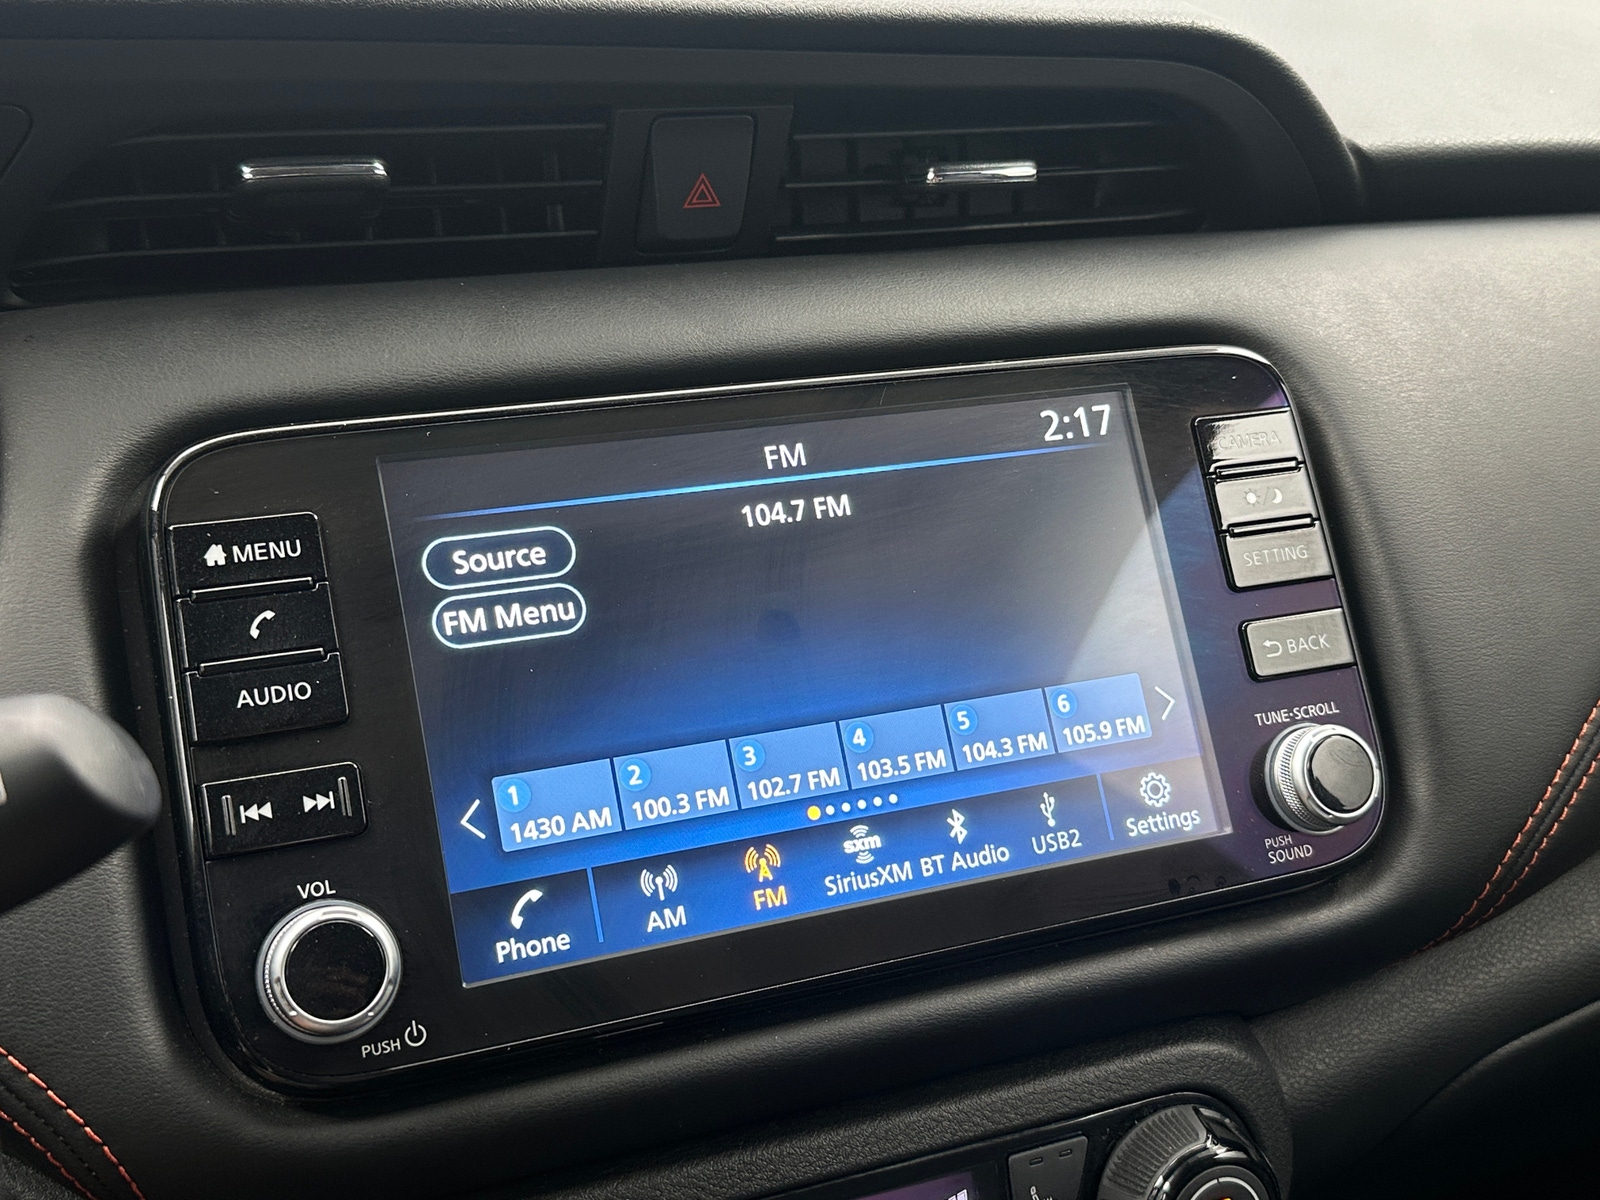 FM
2:17
104.7 FM
Source
FM Menu
1
1430 AM
2
100.3 FM
3
102.7 FM
4
103.5 FM
5
104.3 FM
6
105.9 FM
Phone
AM
FM
sxm
SiriusXM
BT Audio
USB2
Settings
MENU
AUDIO
VOL
PUSH
CAMERA
SETTING
BACK
TUNE·SCROLL
PUSH
SOUND